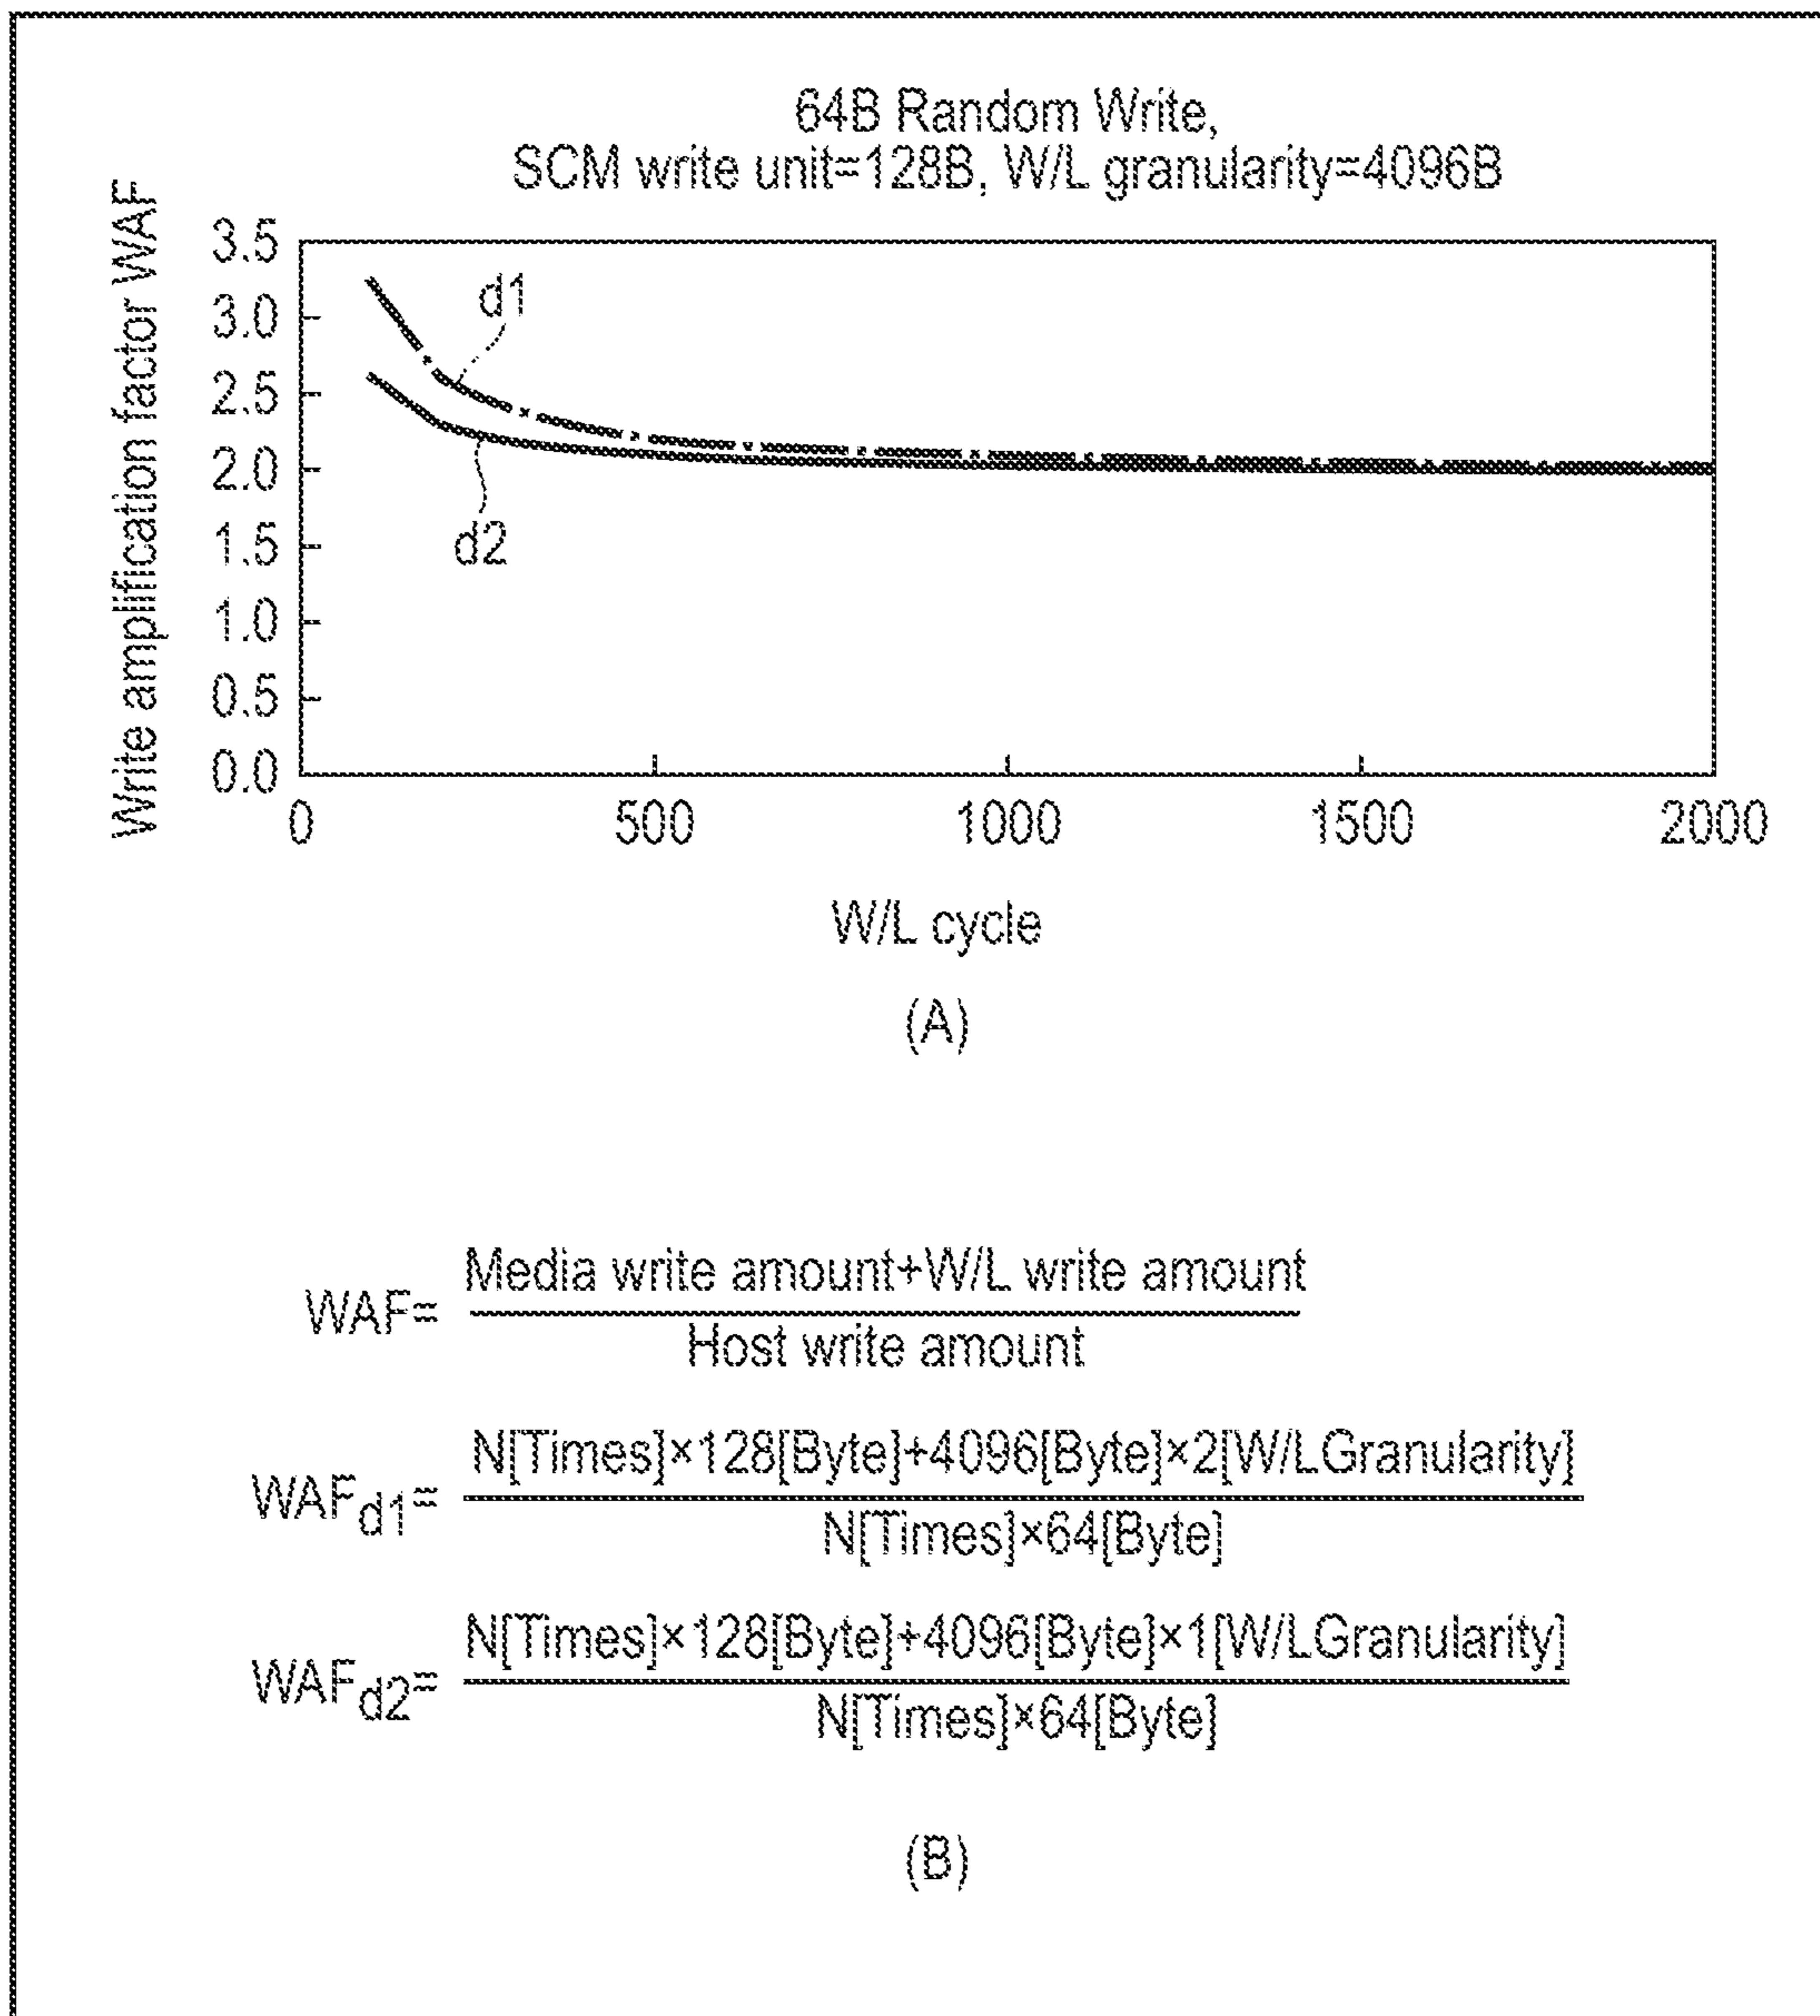 64B Random Write,
SCM write unit=128B, W/L granularity=4096B
Write amplification factor WAF
3.5
3.0
2.5
2.0
1.5
1.0
0.5
0.0
d1
d2
0 500 1000 1500 2000
W/L cycle
(A)
WAF= Media write amount+W/L write amount
Host write amount
WAFd1= N[Times]×128[Byte]+4096[Byte]×2[W/LGranularity]
N[Times]×64[Byte]
WAFd2= N[Times]×128[Byte]+4096[Byte]×1[W/LGranularity]
N[Times]×64[Byte]
(B)